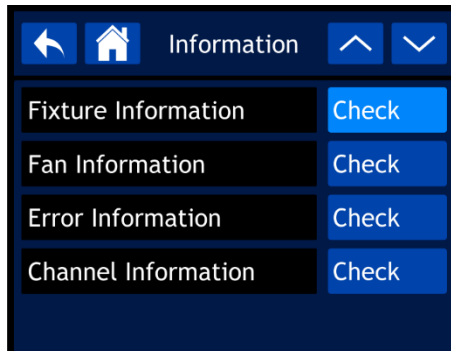 Information
Fixture Information Check
Fan Information Check
Error Information Check
Channel Information Check